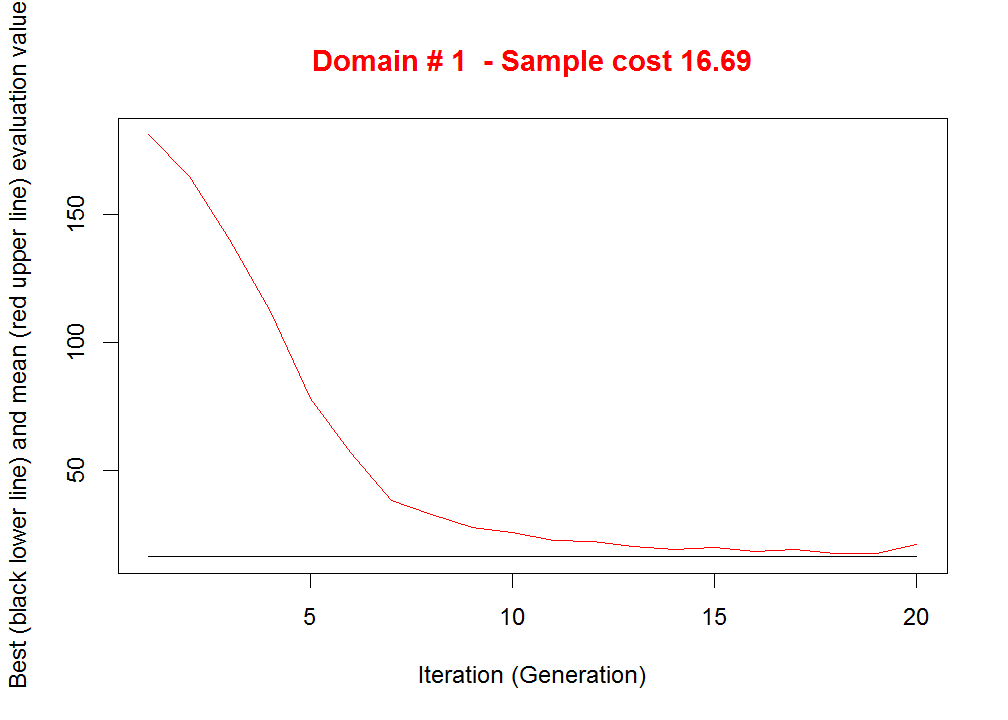 Domain # 1  - Sample cost 16.69
Best (black lower line) and mean (red upper line) evaluation value
150
100
50
5
10
15
20
Iteration (Generation)